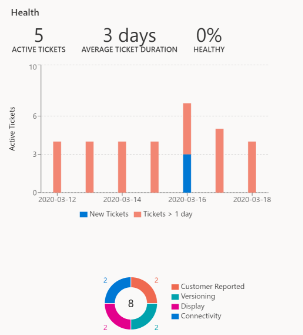 Health
5 3 days 0%
ACTIVE TICKETS AVERAGE TICKET DURATION HEALTHY
10
Active Tickets
6
3
0
2020-03-12 2020-03-14 2020-03-16 2020-03-18
New Tickets Tickets > 1 day
2 2
8
2 2
Customer Reported
Versioning
Display
Connectivity